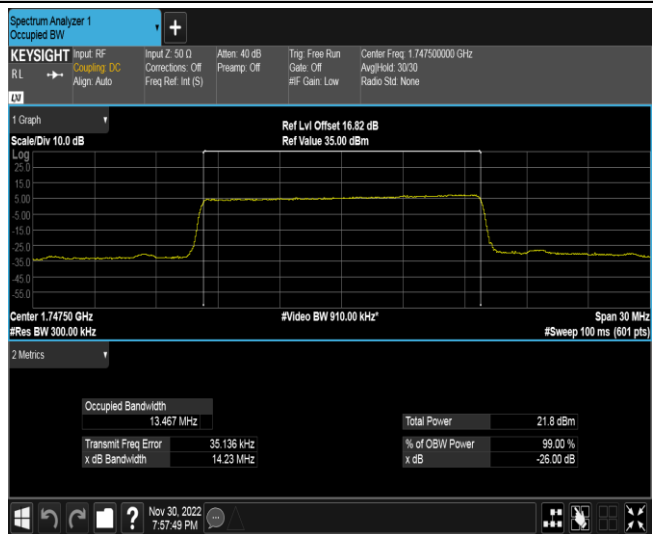 Spectrum Analyzer 1
Occupied BW
+
KEYSIGHT Input: RF Input Z: 50 Ω Atten: 40 dB Trig: Free Run Center Freq: 1.747500000 GHz
RL Coupling: DC Corrections: Off Preamp: Off Gate: Off Avg|Hold: 30/30
Align: Auto Freq Ref: Int (S) #IF Gain: Low Radio Std: None
LXI
1 Graph
Ref Lvl Offset 16.82 dB
Scale/Div 10.0 dB Ref Value 35.00 dBm
Log
25.0
15.0
5.00
-5.00
-15.0
-25.0
-35.0
-45.0
-55.0
Center 1.74750 GHz #Video BW 910.00 kHz* Span 30 MHz
#Res BW 300.00 kHz #Sweep 100 ms (601 pts)
2 Metrics
Occupied Bandwidth
13.467 MHz Total Power 21.8 dBm
Transmit Freq Error 35.136 kHz % of OBW Power 99.00 %
x dB Bandwidth 14.23 MHz x dB -26.00 dB
? Nov 30, 2022
7:57:49 PM